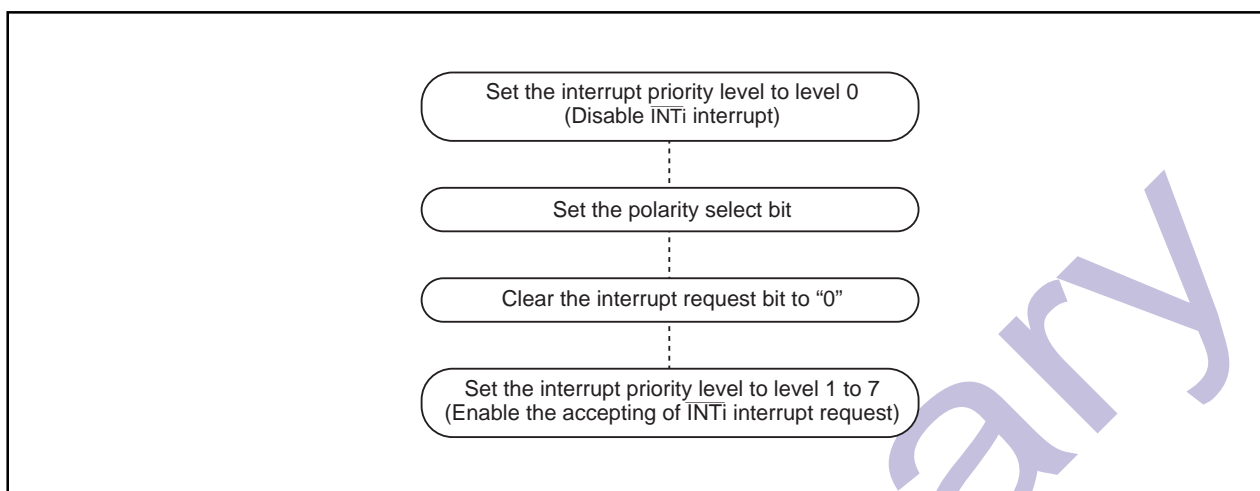 Set the interrupt priority level to level 0
(Disable INTi interrupt)
Set the polarity select bit
Clear the interrupt request bit to “0”
Set the interrupt priority level to level 1 to 7
(Enable the accepting of INTi interrupt request)
ary